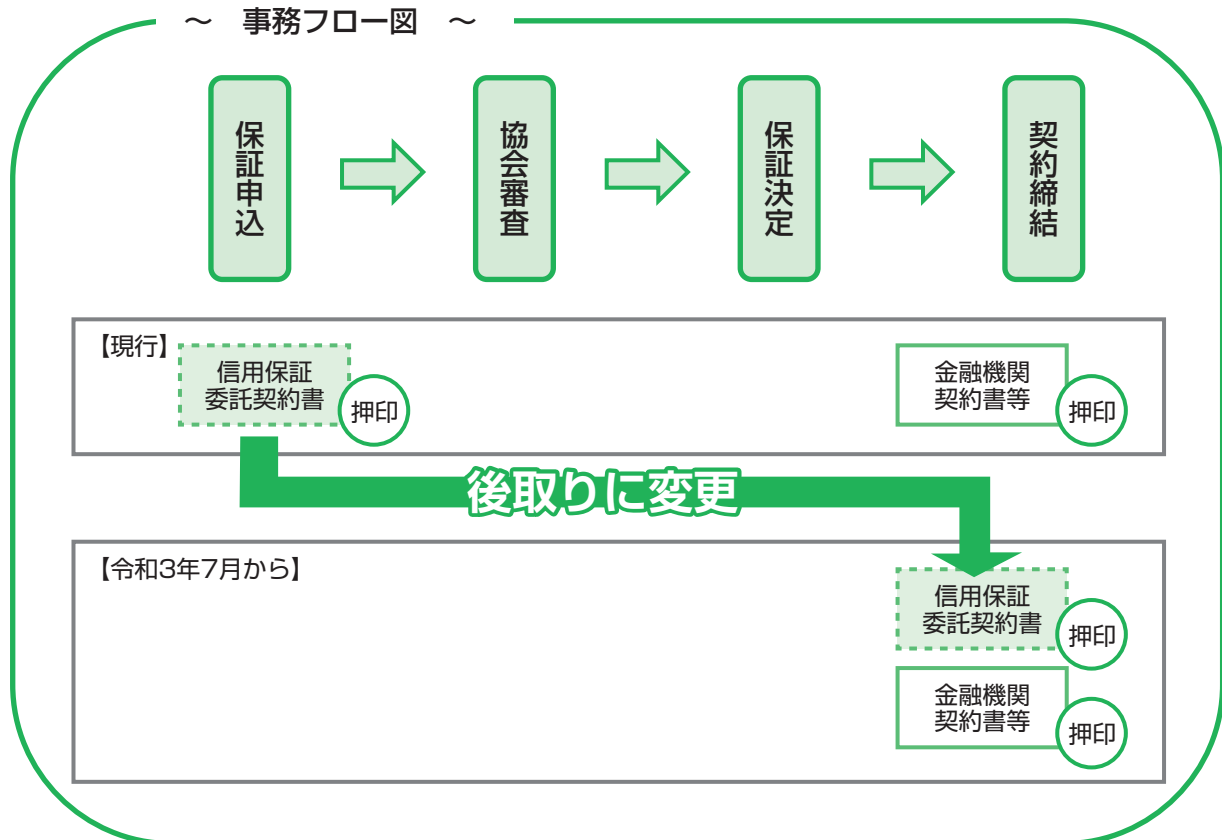 ～　事務フロー図　～
保証申込
協会審査
保証決定
契約締結
【現行】
信用保証
委託契約書
押印
金融機関
契約書等
押印
後取りに変更
【令和3年7月から】
信用保証
委託契約書
押印
金融機関
契約書等
押印